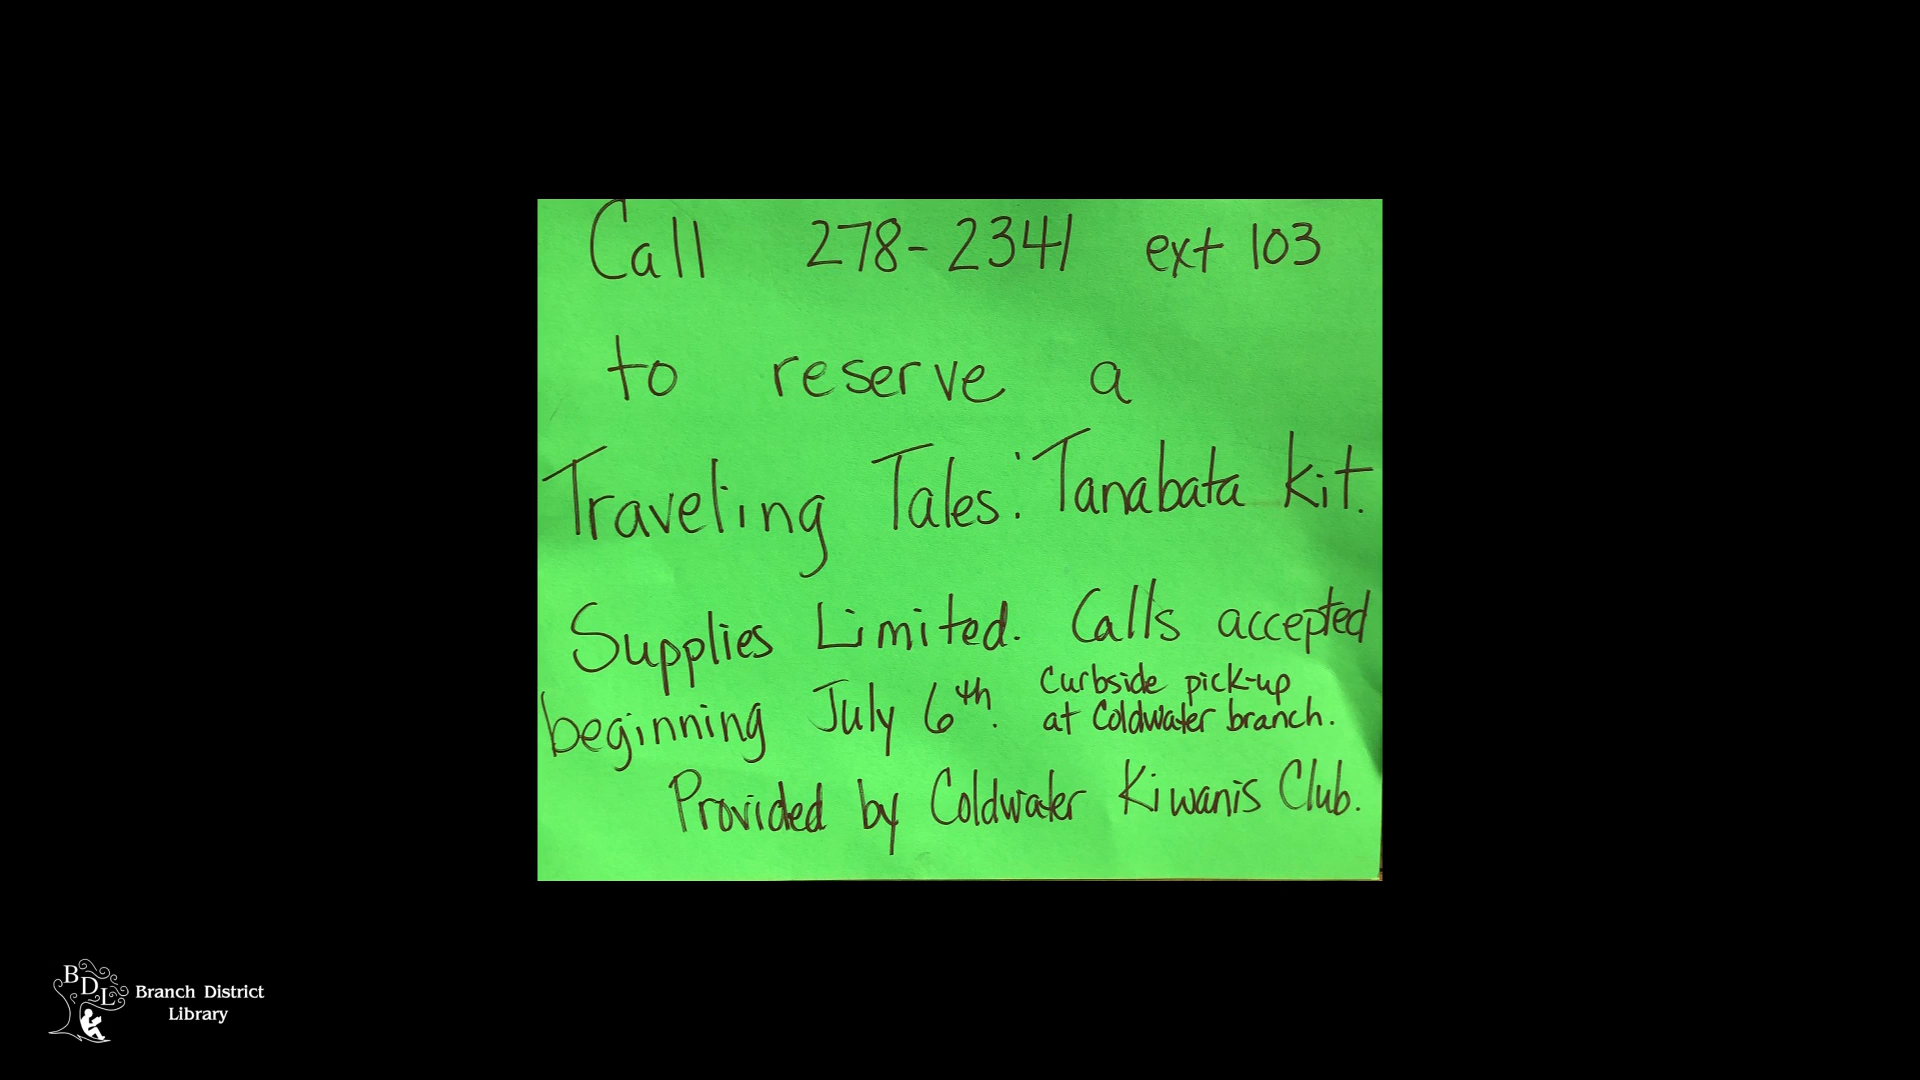 Call 278-2341 ext 103
to reserve a
Traveling Tales: Tanabata kit.
Supplies Limited. Calls accepted
beginning July 6th. Curbside pick-up
at Coldwater branch.
Provided by Coldwater Kiwanis Club.
BDL
Branch District
Library